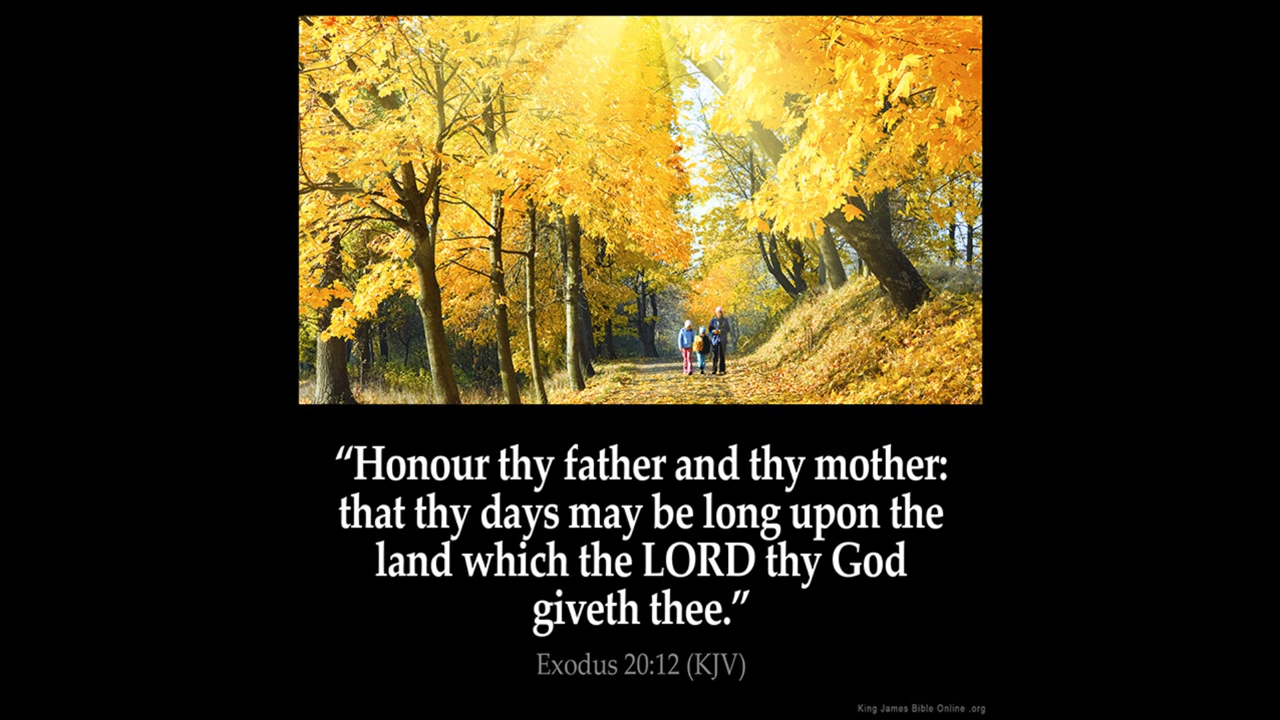 “Honour thy father and thy mother:
that thy days may be long upon the
land which the LORD thy God
giveth thee.”
Exodus 20:12 (KJV)
King James Bible Online .org